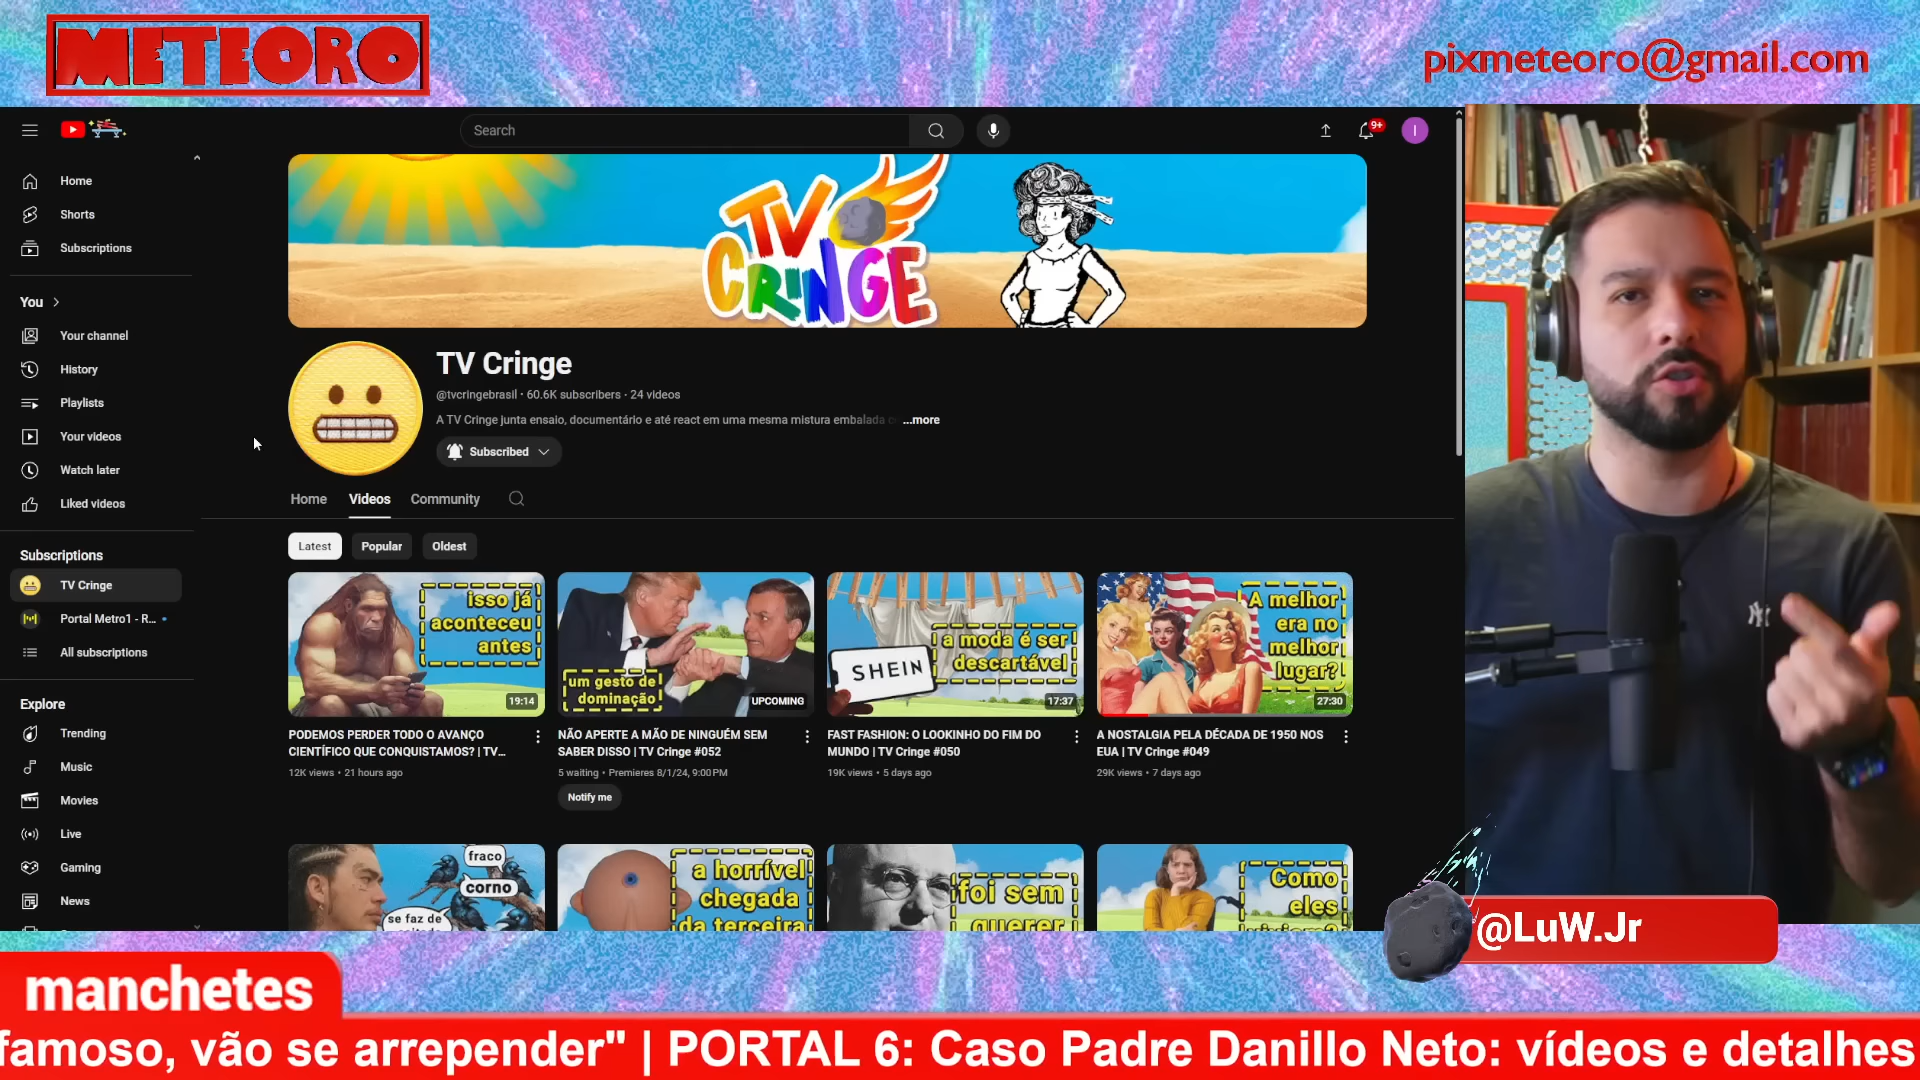 METEORO
pixmeteoro@gmail.com
Search
9+
I
Home
Shorts
Subscriptions
You
Your channel
History
Playlists
Your videos
Watch later
Liked videos
Subscriptions
TV Cringe
Portal Metro1 - R...
All subscriptions
Explore
Trending
Music
Movies
Live
Gaming
News
TV
CRINGE
TV Cringe
@tvcringebrasil • 60.6K subscribers • 24 videos
A TV Cringe junta ensaio, documentário e até react em uma mesma mistura embalada ...more
Subscribed
Home Videos Community
Latest Popular Oldest
isso já
aconteceu
antes
19:14
PODEMOS PERDER TODO O AVANÇO
CIENTÍFICO QUE CONQUISTAMOS? | TV...
12K views • 21 hours ago
um gesto de
dominação
UPCOMING
NÃO APERTE A MÃO DE NINGUÉM SEM
SABER DISSO | TV Cringe #052
5 waiting • Premieres 8/1/24, 9:00 PM
Notify me
SHEIN
a moda é ser
descartável
17:37
FAST FASHION: O LOOKINHO DO FIM DO
MUNDO | TV Cringe #050
19K views • 5 days ago
A melhor
era no
melhor
lugar?
27:30
A NOSTALGIA PELA DÉCADA DE 1950 NOS
EUA | TV Cringe #049
29K views • 7 days ago
fraco
corno
se faz de
a horrível
chegada
da terceira
foi sem
querer
Como
eles
viviam?
@LuW.Jr
manchetes
famoso, vão se arrepender" | PORTAL 6: Caso Padre Danillo Neto: vídeos e detalhes